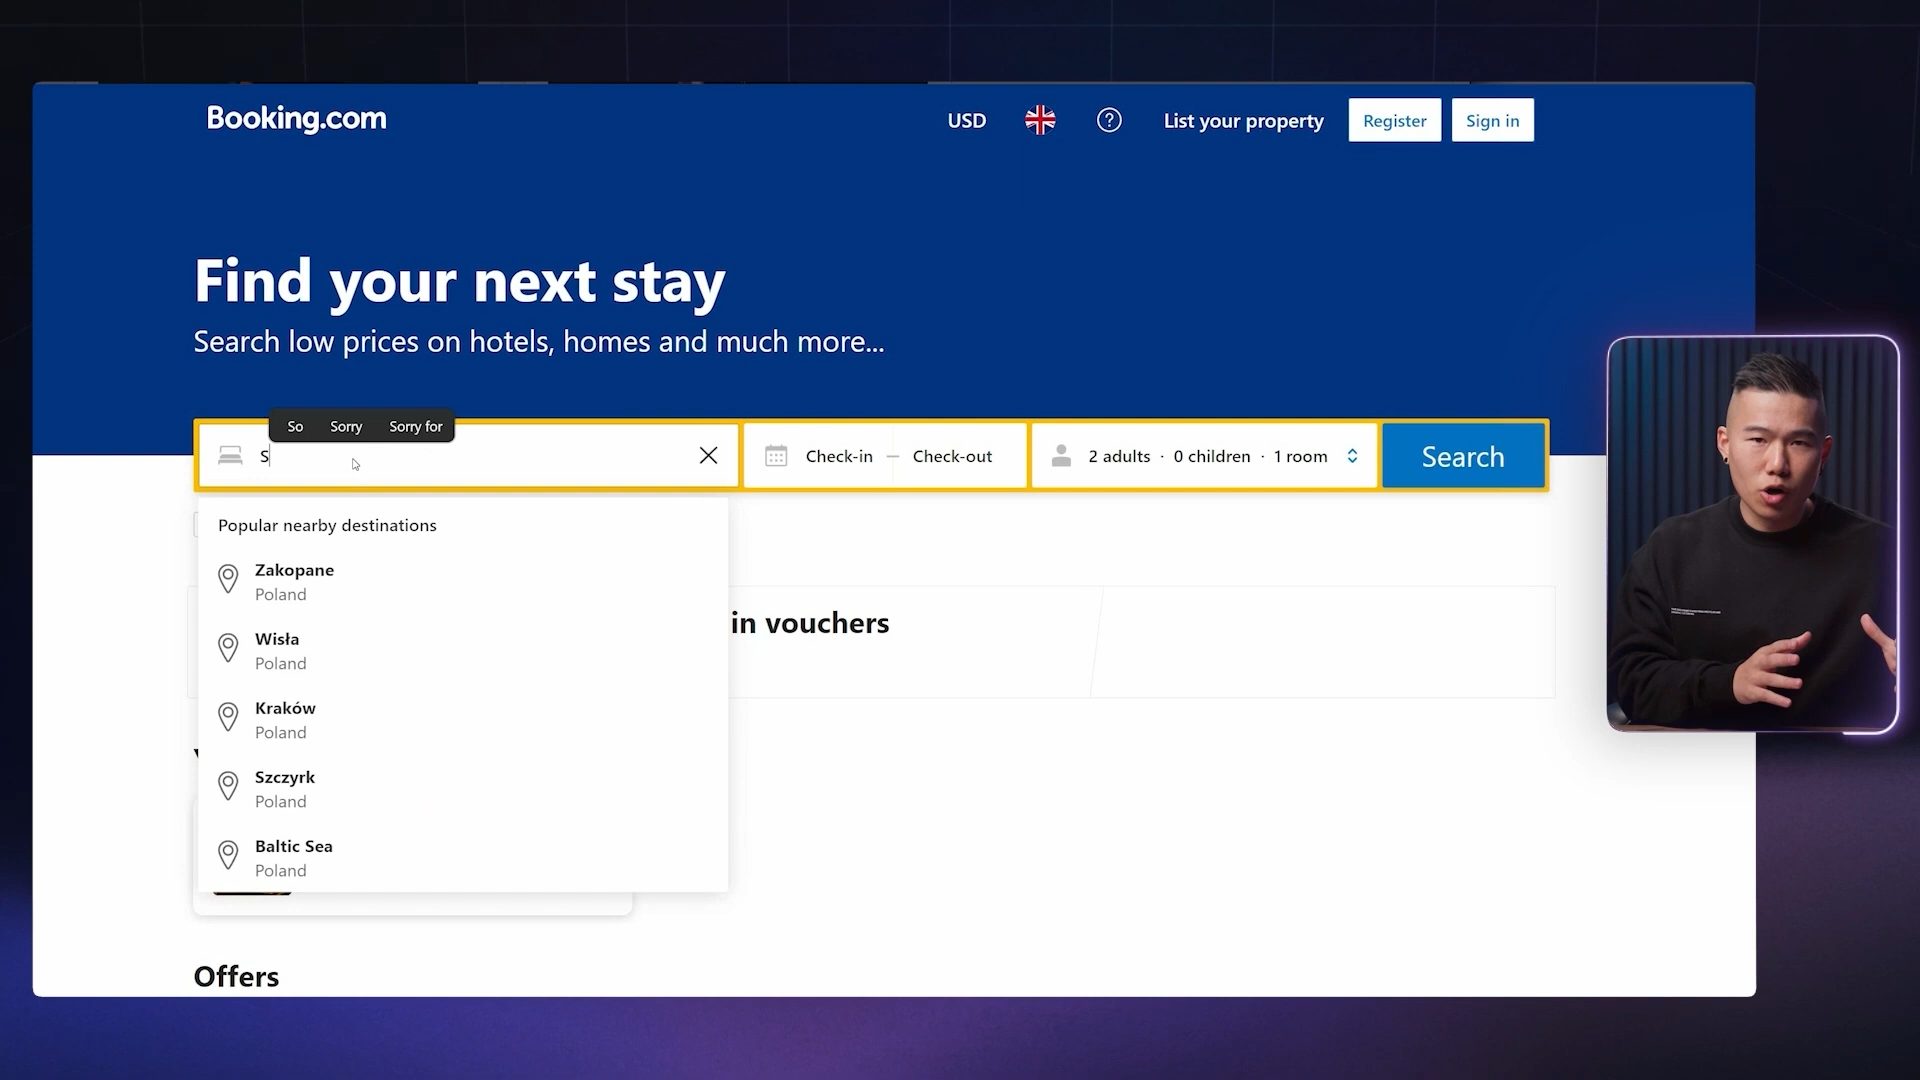 Booking.com
USD
List your property
Register
Sign in
Find your next stay
Search low prices on hotels, homes and much more...
So Sorry Sorry for
S
Check-in — Check-out
2 adults · 0 children · 1 room
Search
Popular nearby destinations
Zakopane
Poland
Wisła
Poland
in vouchers
Kraków
Poland
Szczyrk
Poland
Baltic Sea
Poland
Offers